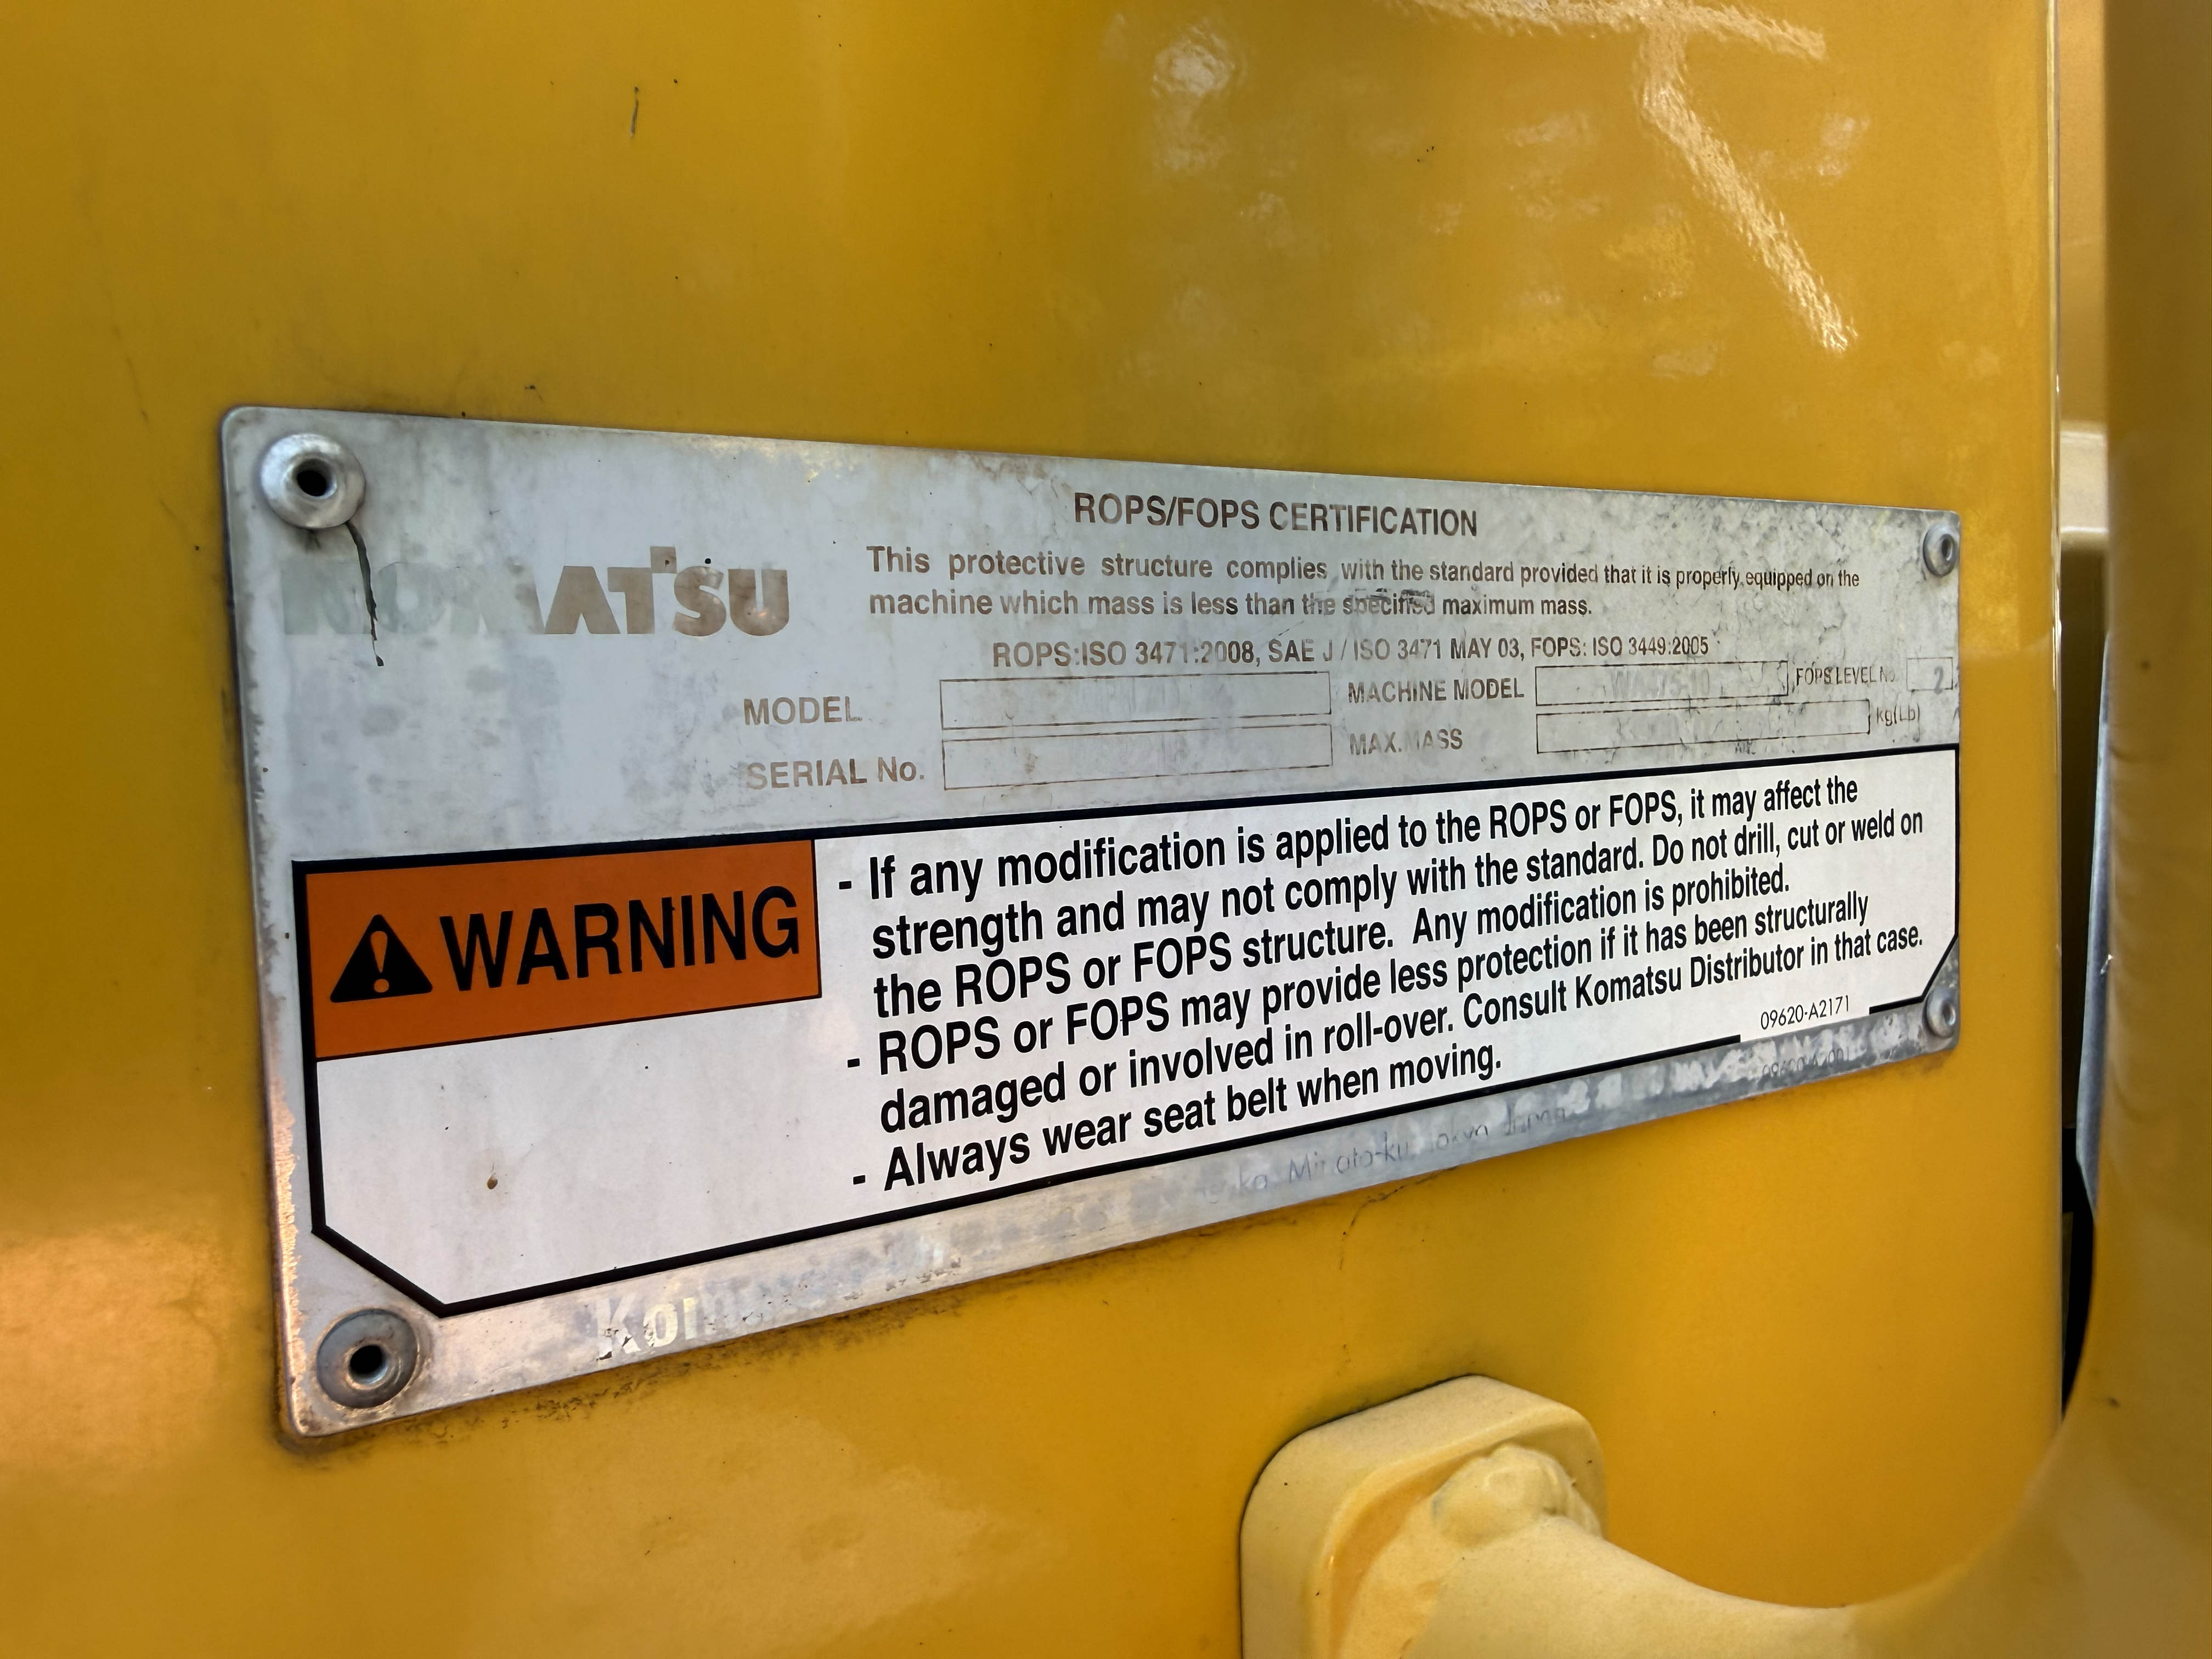 ROPS/FOPS CERTIFICATION
KOMATSU
This protective structure complies with the standard provided that it is properly equipped on the
machine which mass is less than the specified maximum mass.
ROPS:ISO 3471:2008, SAE J / ISO 3471 MAY 03, FOPS: ISO 3449:2005
MODEL
MACHINE MODEL
FOPS LEVEL No. 2
SERIAL No.
MAX. MASS
kg(Lb)
WARNING
- If any modification is applied to the ROPS or FOPS, it may affect the
strength and may not comply with the standard. Do not drill, cut or weld on
the ROPS or FOPS structure. Any modification is prohibited.
- ROPS or FOPS may provide less protection if it has been structurally
damaged or involved in roll-over. Consult Komatsu Distributor in that case.
- Always wear seat belt when moving.
09620-A2171
Minato-ku